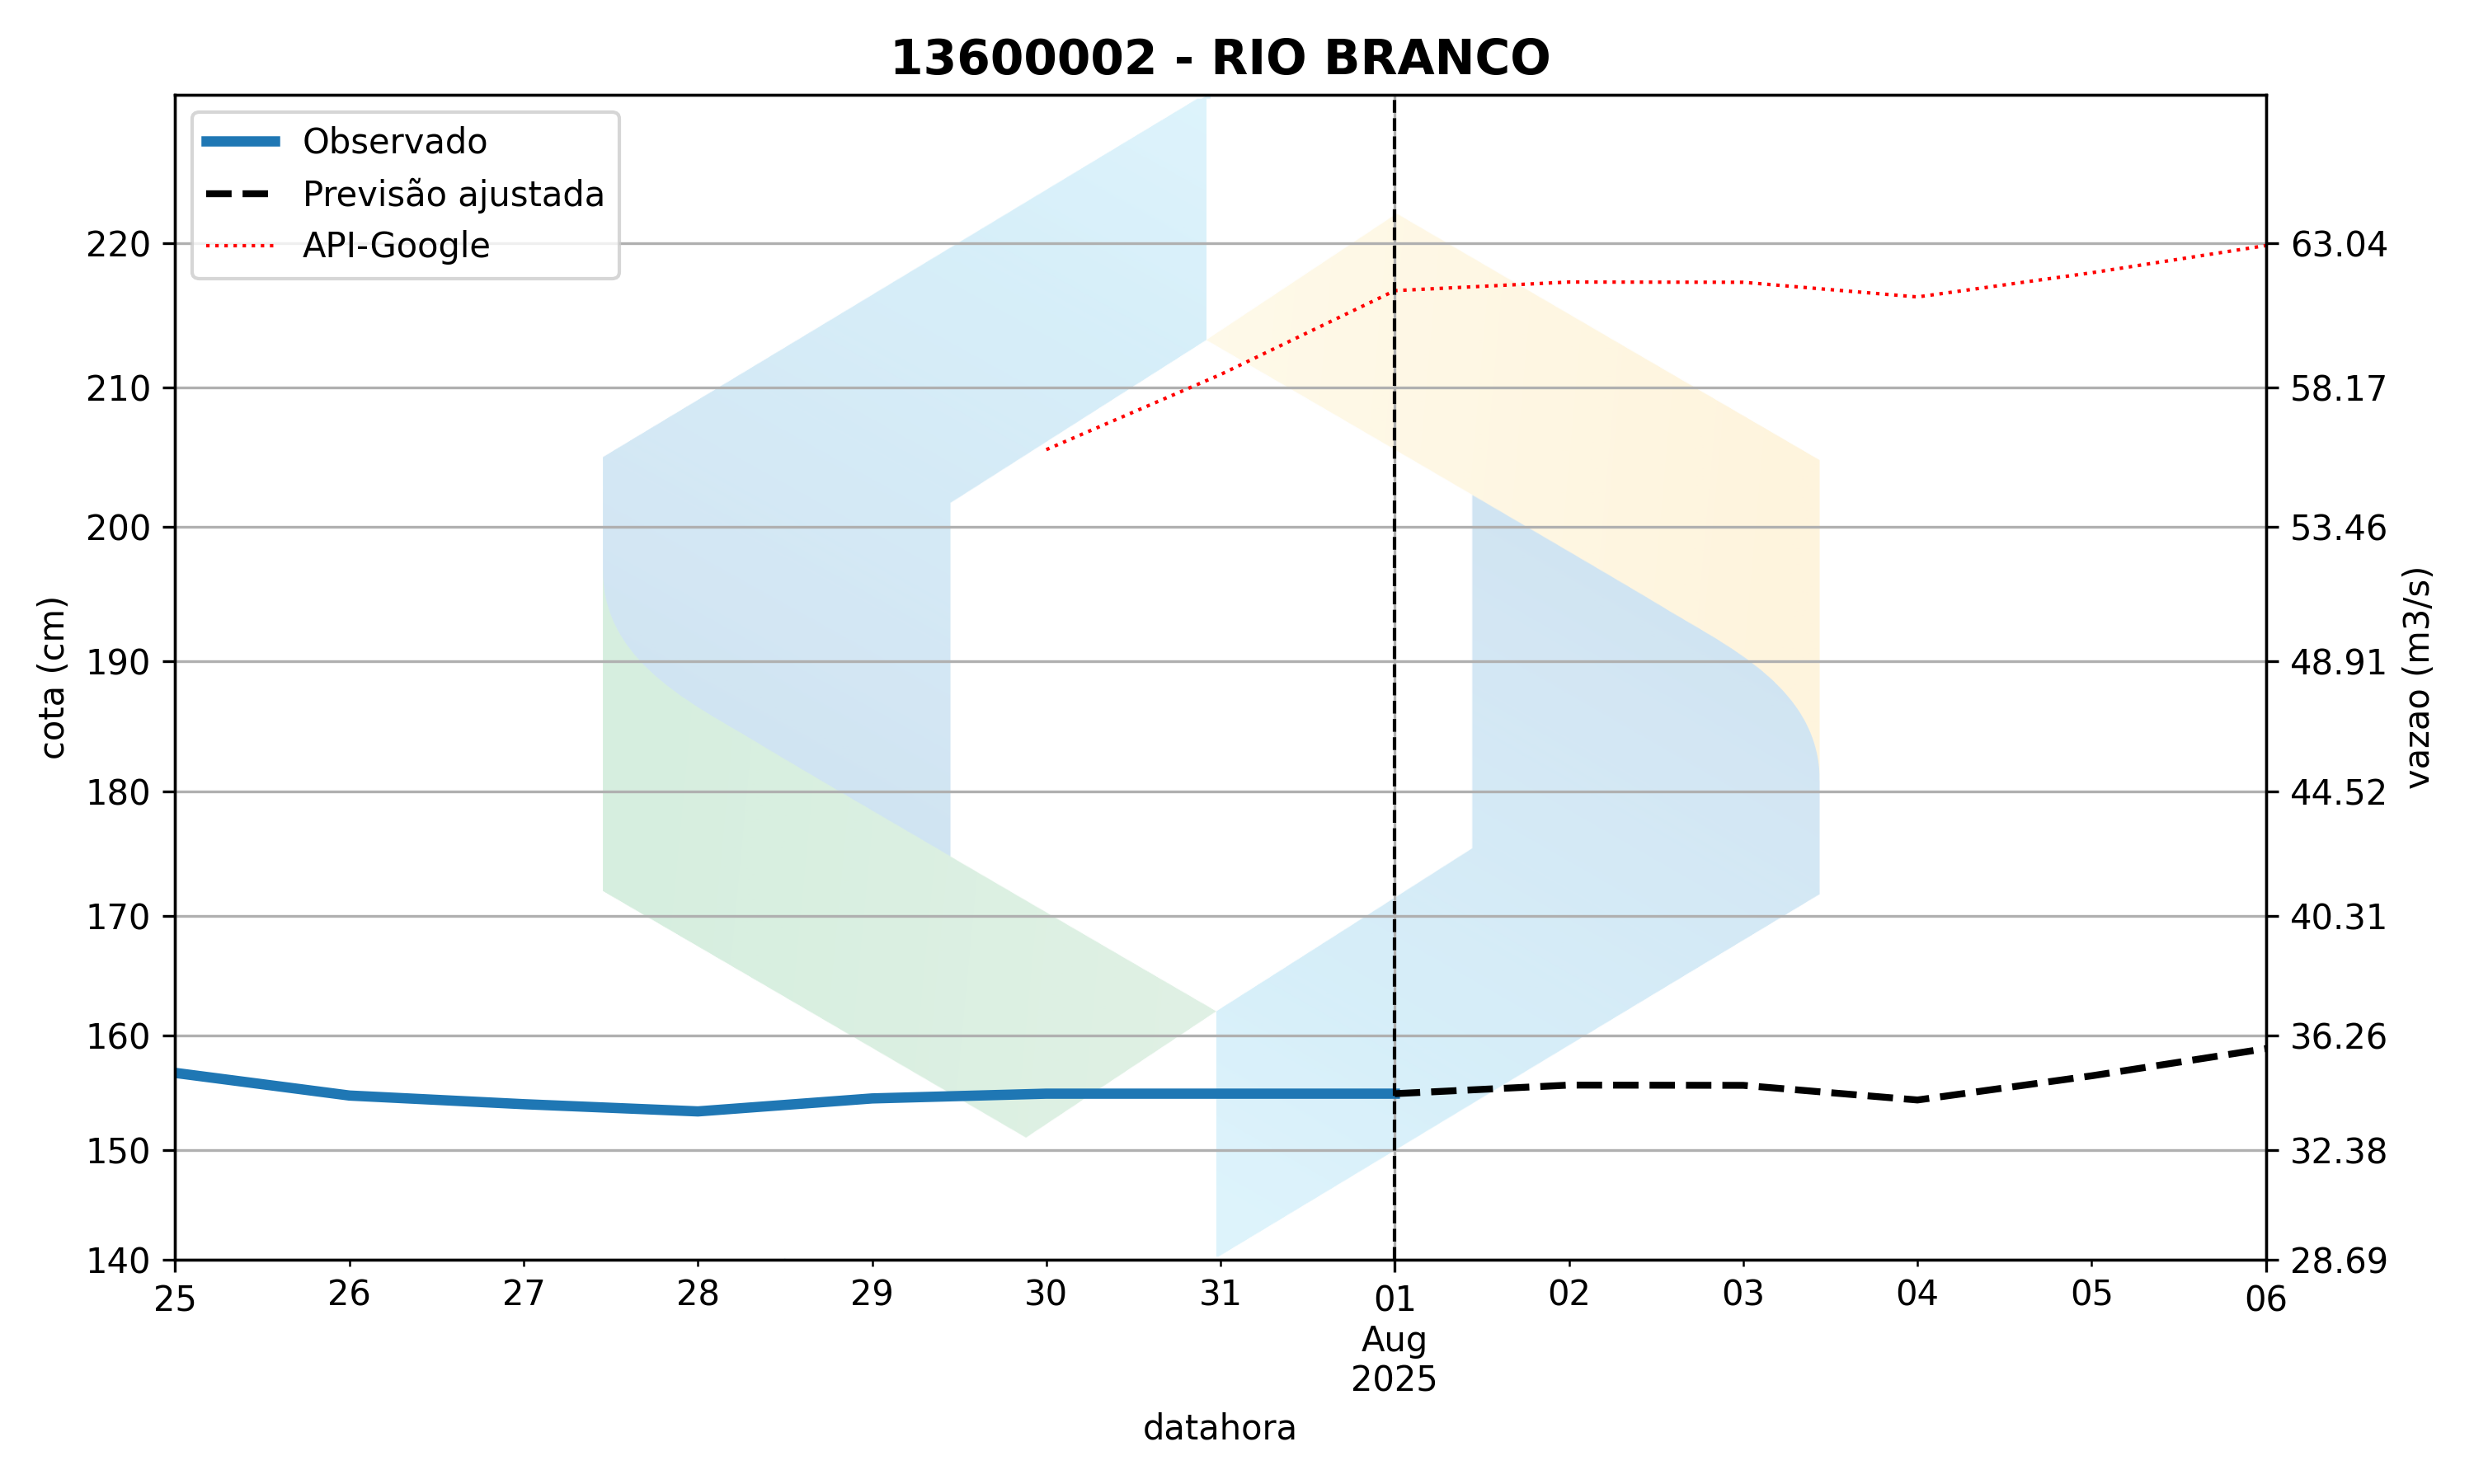 13600002 - RIO BRANCO
Observado
Previsão ajustada
API-Google
cota (cm)
220
210
200
190
180
170
160
150
140
63.04
58.17
53.46
48.91
44.52
40.31
36.26
32.38
28.69
vazao (m3/s)
25 26 27 28 29 30 31 01 02 03 04 05 06
Aug
2025
datahora